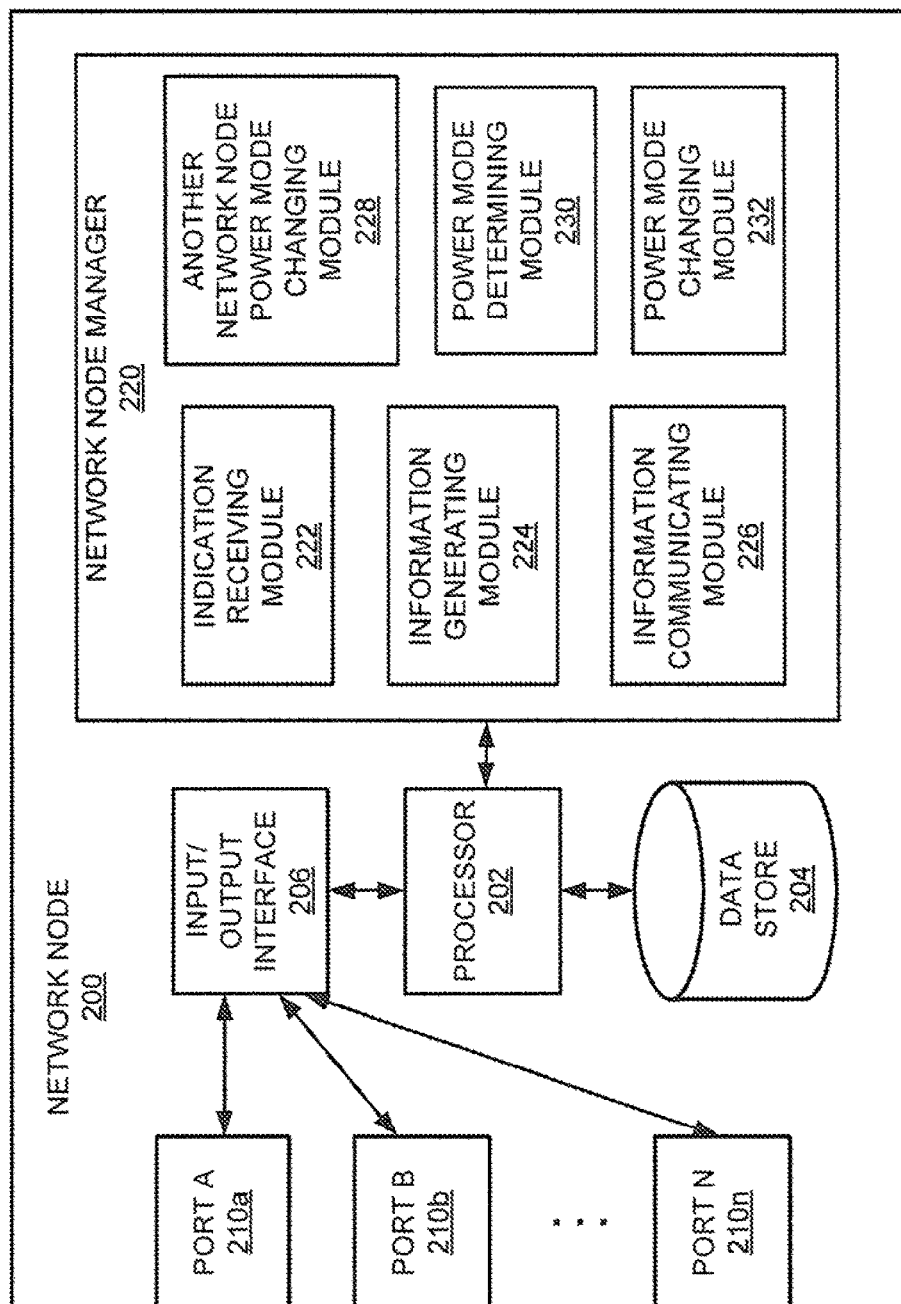 NETWORK NODE
200
PORT A
210a
PORT B
210b
. . .
PORT N
210n
INPUT/
OUTPUT
INTERFACE
206
PROCESSOR
202
DATA
STORE
204
NETWORK NODE MANAGER
220
INDICATION
RECEIVING
MODULE
222
INFORMATION
GENERATING
MODULE
224
INFORMATION
COMMUNICATING
MODULE
226
ANOTHER
NETWORK NODE
POWER MODE
CHANGING
MODULE
228
POWER MODE
DETERMINING
MODULE
230
POWER MODE
CHANGING
MODULE
232